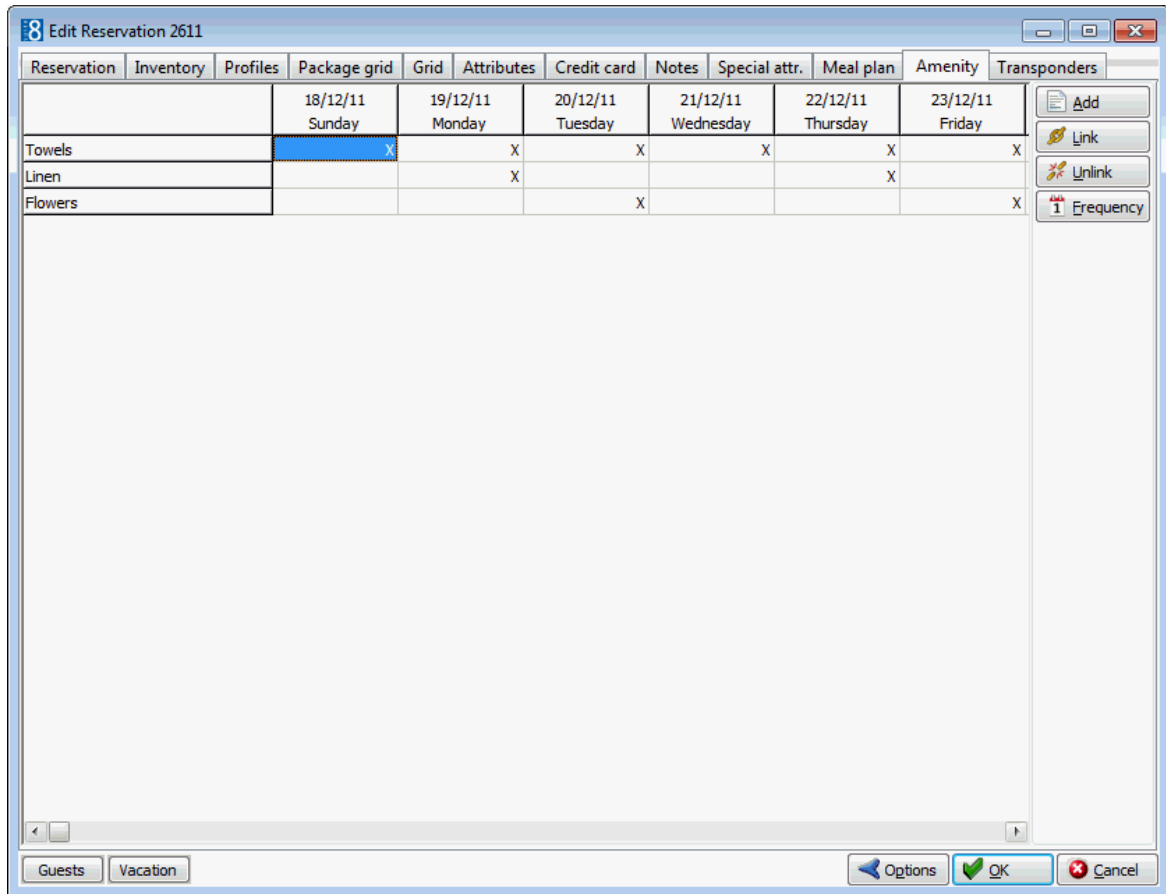 8 Edit Reservation 2611
Reservation Inventory Profiles Package grid Grid Attributes Credit card Notes Special attr. Meal plan Amenity Transponders
18/12/11 19/12/11 20/12/11 21/12/11 22/12/11 23/12/11
Sunday Monday Tuesday Wednesday Thursday Friday
Add
Towels X X X X X X
Link
Linen X X
Unlink
Flowers X X
1 Frequency
Guests Vacation Options OK Cancel